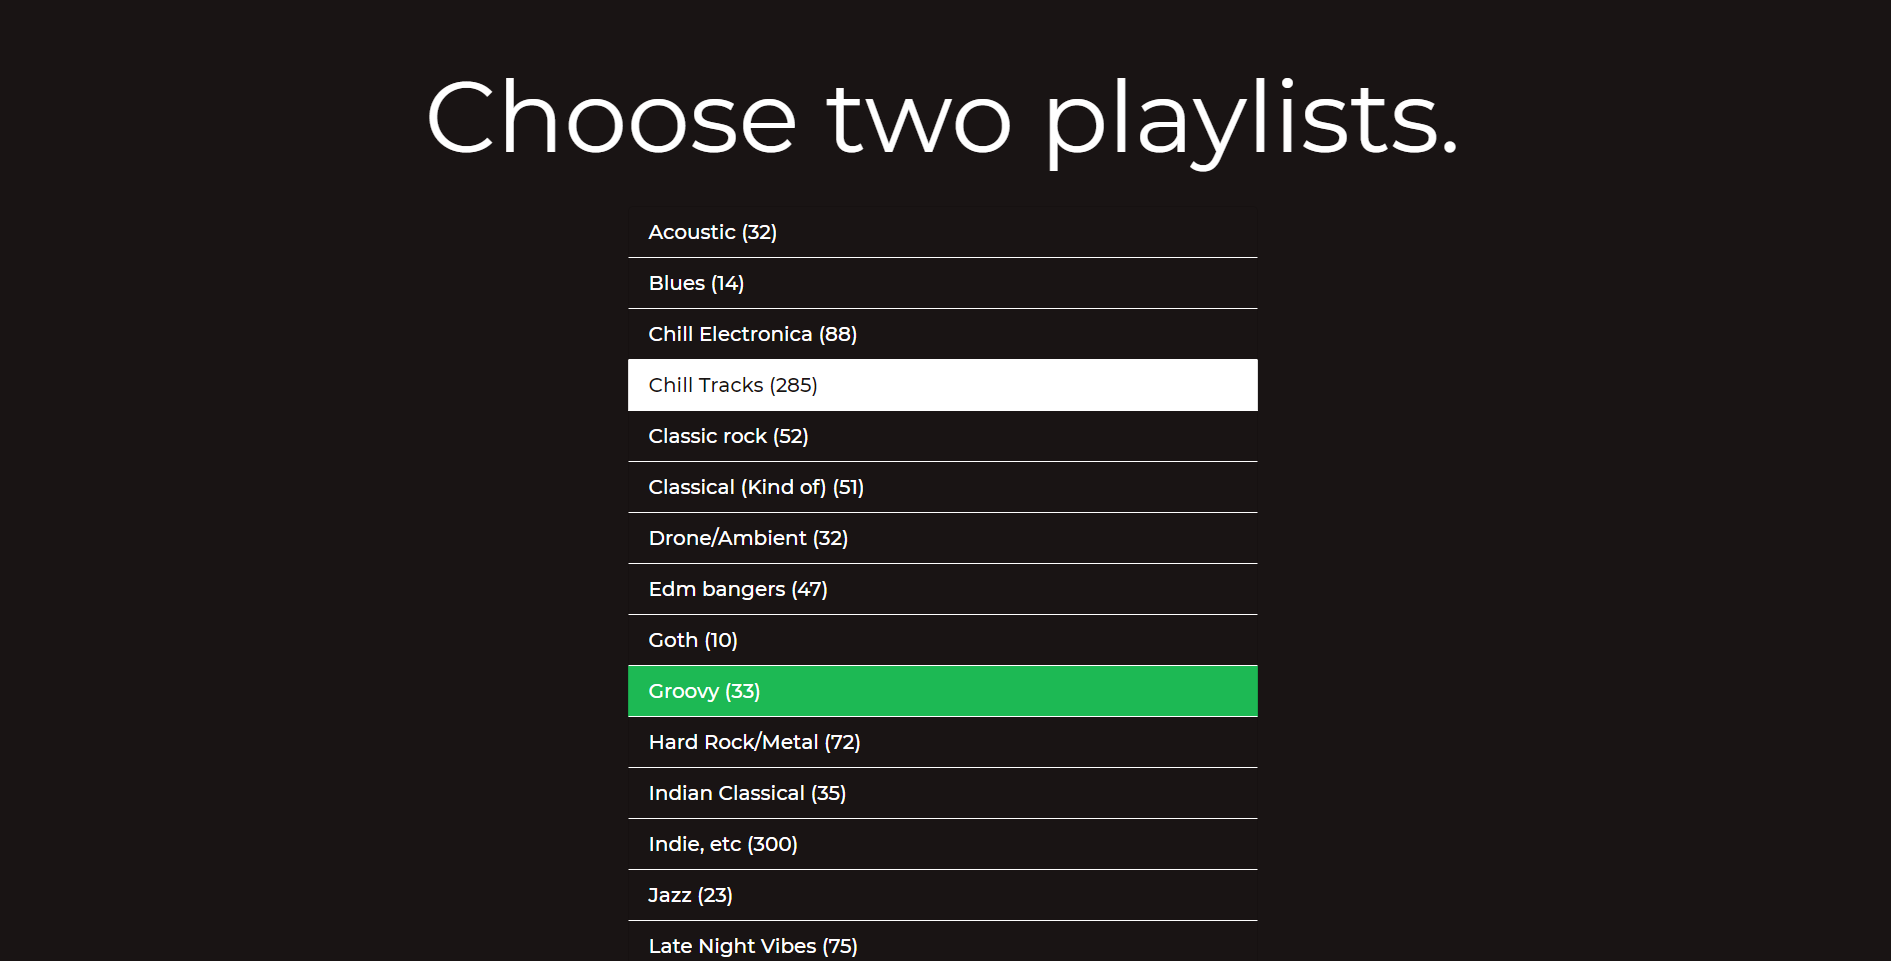 Choose two playlists.
Acoustic (32)
Blues (14)
Chill Electronica (88)
Chill Tracks (285)
Classic rock (52)
Classical (Kind of) (51)
Drone/Ambient (32)
Edm bangers (47)
Goth (10)
Groovy (33)
Hard Rock/Metal (72)
Indian Classical (35)
Indie, etc (300)
Jazz (23)
Late Night Vibes (75)